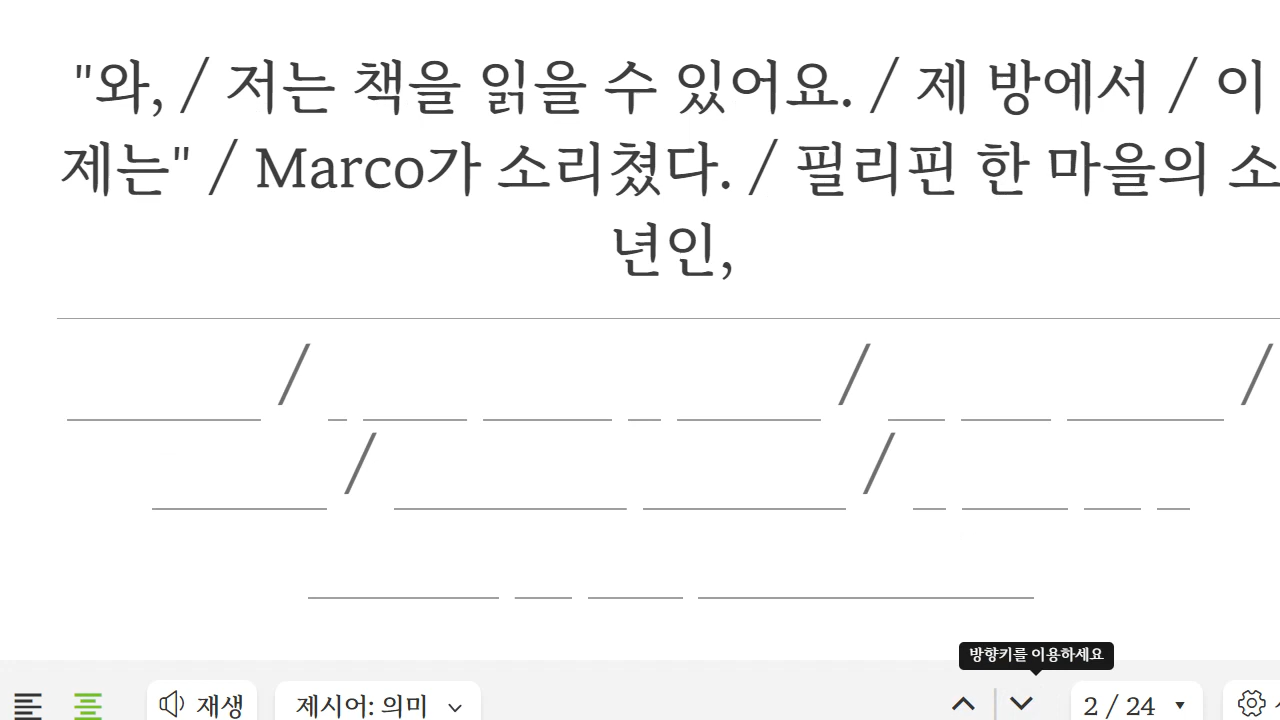 "와, / 저는 책을 읽을 수 있어요. / 제 방에서 / 이
제는" / Marco가 소리쳤다. / 필리핀 한 마을의 소
년인,
/ / /
/ /
방향키를 이용하세요
재생 제시어: 의미 2 / 24